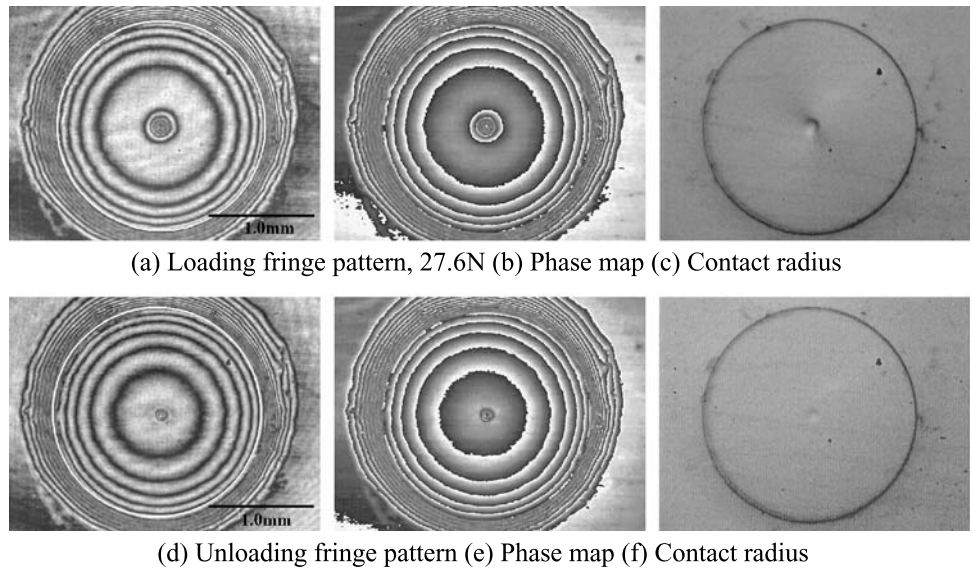 1.0mm
(a) Loading fringe pattern, 27.6N (b) Phase map (c) Contact radius
1.0mm
(d) Unloading fringe pattern (e) Phase map (f) Contact radius